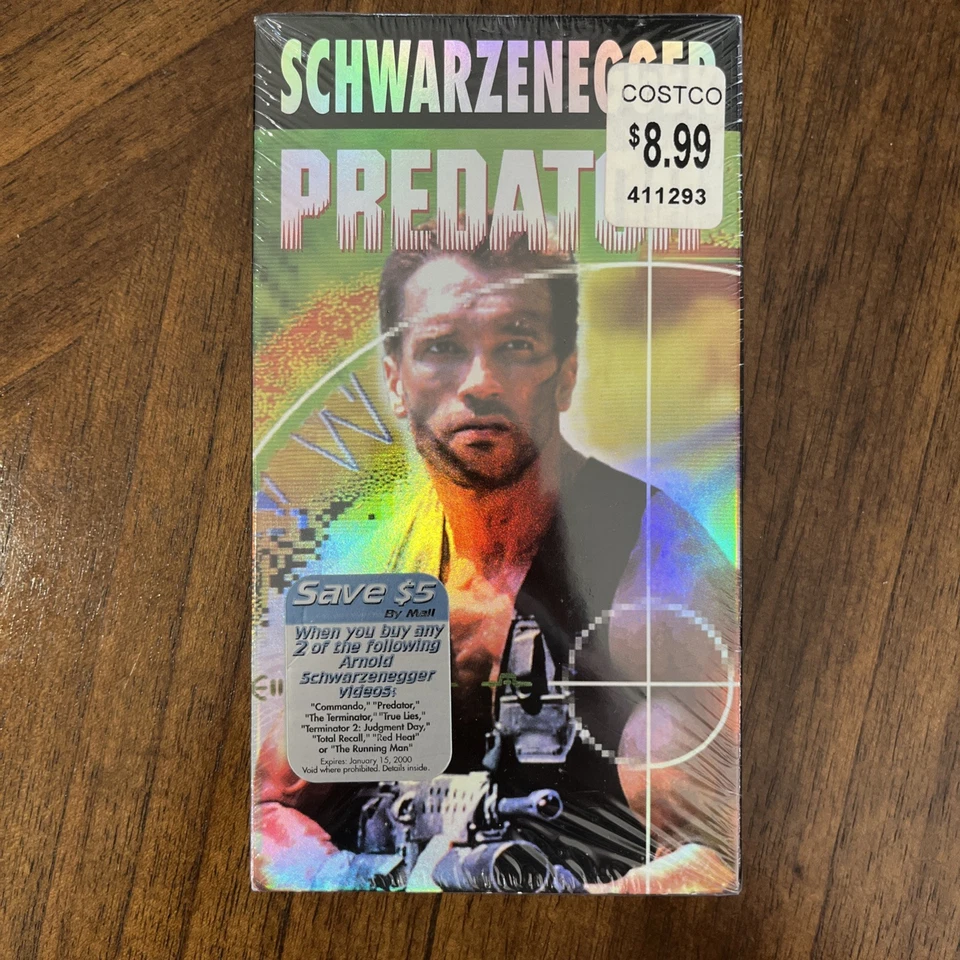 SCHWARZENEGGER
COSTCO
$8.99
411293
PREDATOR
Save $5
By Mail
When you buy any
2 of the following
Arnold
Schwarzenegger
videos:
"Commando," "Predator,"
"The Terminator," "True Lies,"
"Terminator 2: Judgment Day,"
"Total Recall," "Red Heat"
or "The Running Man"
Expires: January 15, 2000
Void where prohibited. Details inside.